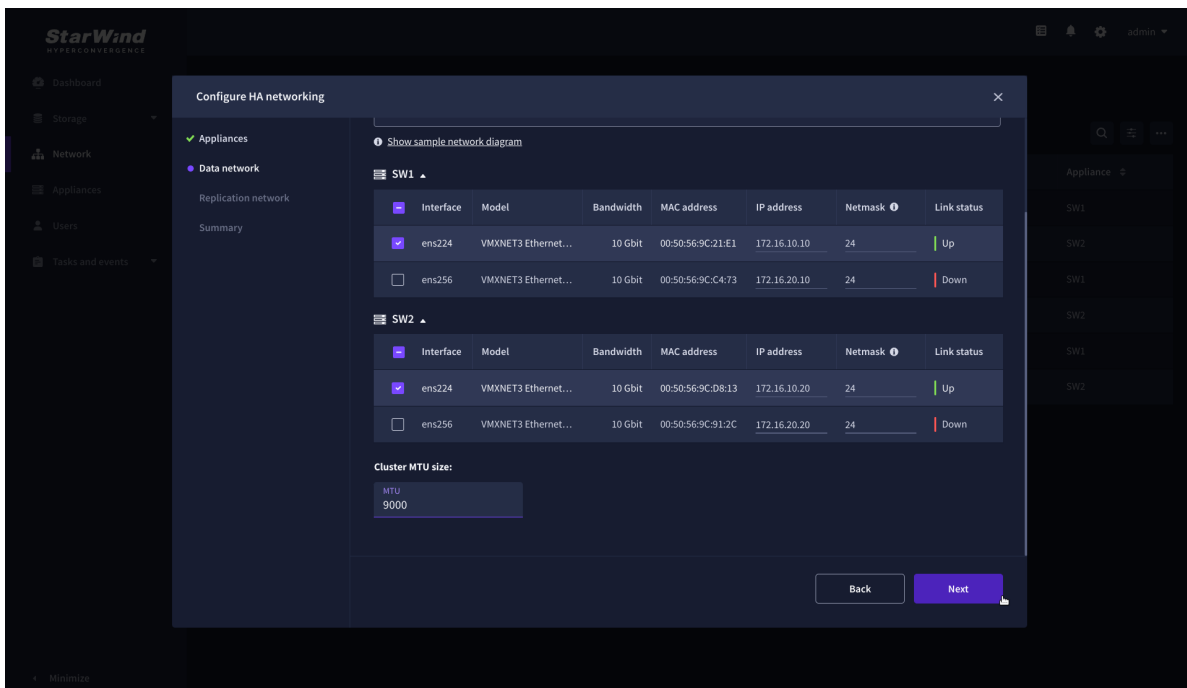 StarWind
HYPERCONVERGENCE
admin
Dashboard
Storage
Network
Appliances
Users
Tasks and events
Minimize
Appliance
SW1
SW2
SW1
SW2
SW1
SW2
Configure HA networking
Appliances
Data network
Replication network
Summary
Show sample network diagram
SW1
Interface Model Bandwidth MAC address IP address Netmask Link status
ens224 VMXNET3 Ethernet... 10 Gbit 00:50:56:9C:21:E1 172.16.10.10 24 Up
ens256 VMXNET3 Ethernet... 10 Gbit 00:50:56:9C:C4:73 172.16.20.10 24 Down
SW2
Interface Model Bandwidth MAC address IP address Netmask Link status
ens224 VMXNET3 Ethernet... 10 Gbit 00:50:56:9C:D8:13 172.16.10.20 24 Up
ens256 VMXNET3 Ethernet... 10 Gbit 00:50:56:9C:91:2C 172.16.20.20 24 Down
Cluster MTU size:
MTU
9000
Back Next